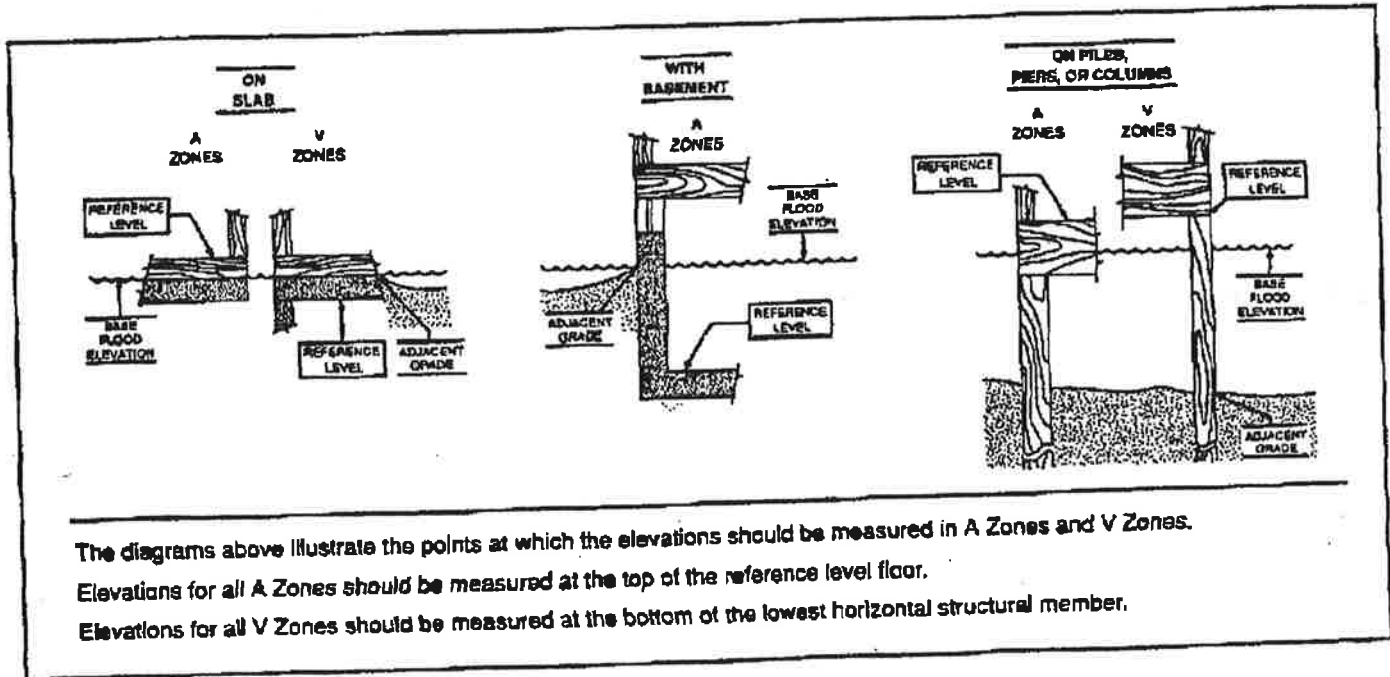 ON
SLAB
A
ZONES
V
ZONES
REFERENCE
LEVEL
BASE
FLOOD
ELEVATION
REFERENCE
LEVEL
ADJACENT
GRADE
WITH
BASEMENT
A
ZONES
BASE
FLOOD
ELEVATION
ADJACENT
GRADE
REFERENCE
LEVEL
ON PILES,
PIERS, OR COLUMNS
A
ZONES
V
ZONES
REFERENCE
LEVEL
REFERENCE
LEVEL
BASE
FLOOD
ELEVATION
ADJACENT
GRADE
The diagrams above illustrate the points at which the elevations should be measured in A Zones and V Zones.
Elevations for all A Zones should be measured at the top of the reference level floor.
Elevations for all V Zones should be measured at the bottom of the lowest horizontal structural member.